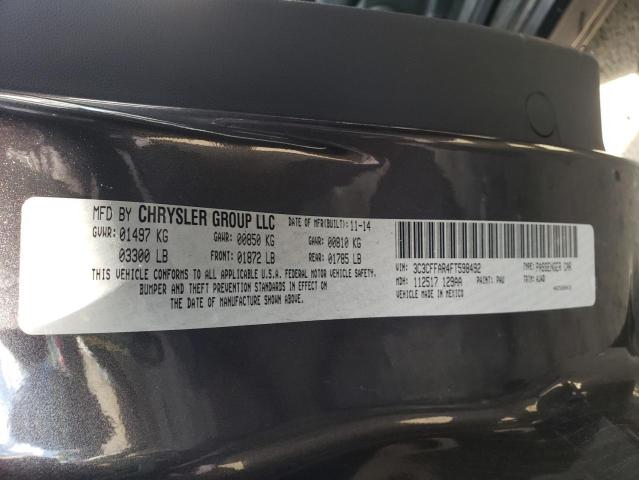 MFD BY CHRYSLER GROUP LLC DATE OF MFR(BUILT): 11-14
GVWR: 01497 KG GAWR: 00850 KG GAWR: 00810 KG
03300 LB FRONT: 01872 LB REAR: 01785 LB
THIS VEHICLE CONFORMS TO ALL APPLICABLE U.S.A. FEDERAL MOTOR VEHICLE SAFETY,
BUMPER AND THEFT PREVENTION STANDARDS IN EFFECT ON
THE DATE OF MANUFACTURE SHOWN ABOVE.
VIN: 3C3CFFAR4FT598492 TYPE: PASSENGER CAR
MDH: 112517 129AA PAINT: PAU TRIM:
VEHICLE MADE IN MEXICO